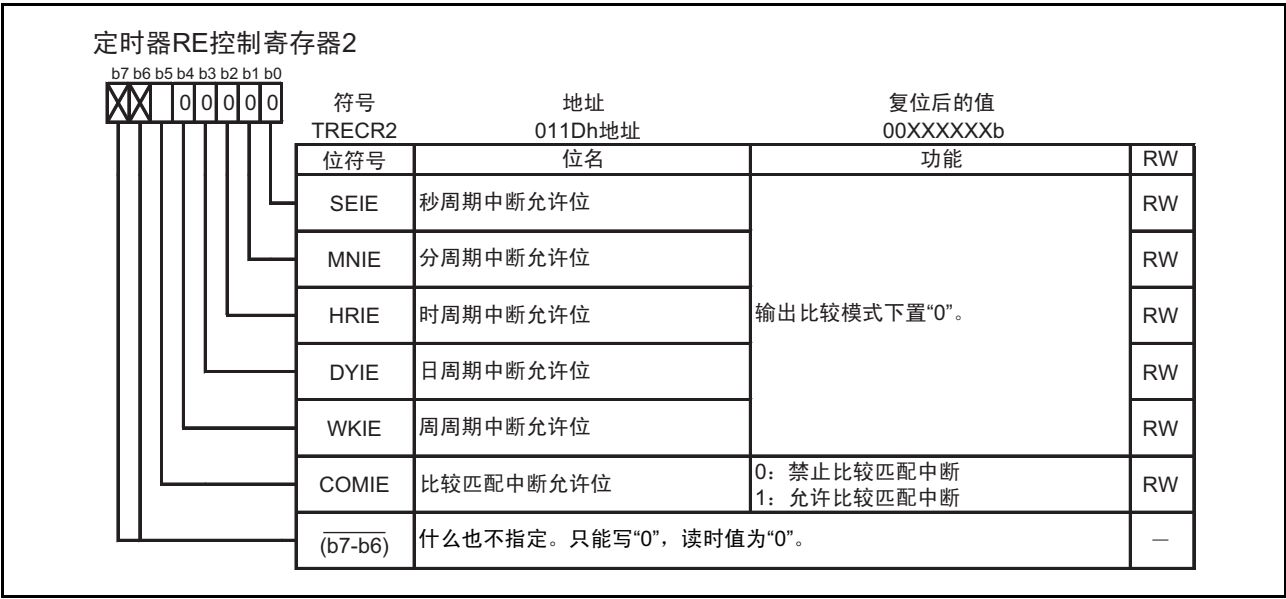 定时器RE控制寄存器2
b7 b6 b5 b4 b3 b2 b1 b0
0 0 0 0 0
符号 地址 复位后的值
TRECR2 011Dh地址 00XXXXXXb
位符号 位名 功能 RW
SEIE 秒周期中断允许位 RW
MNIE 分周期中断允许位 RW
HRIE 时周期中断允许位 输出比较模式下置“0”。 RW
DYIE 日周期中断允许位 RW
WKIE 周周期中断允许位 RW
COMIE 比较匹配中断允许位 0：禁止比较匹配中断 RW
1：允许比较匹配中断
(b7-b6) 什么也不指定。只能写“0”，读时值为“0”。 —